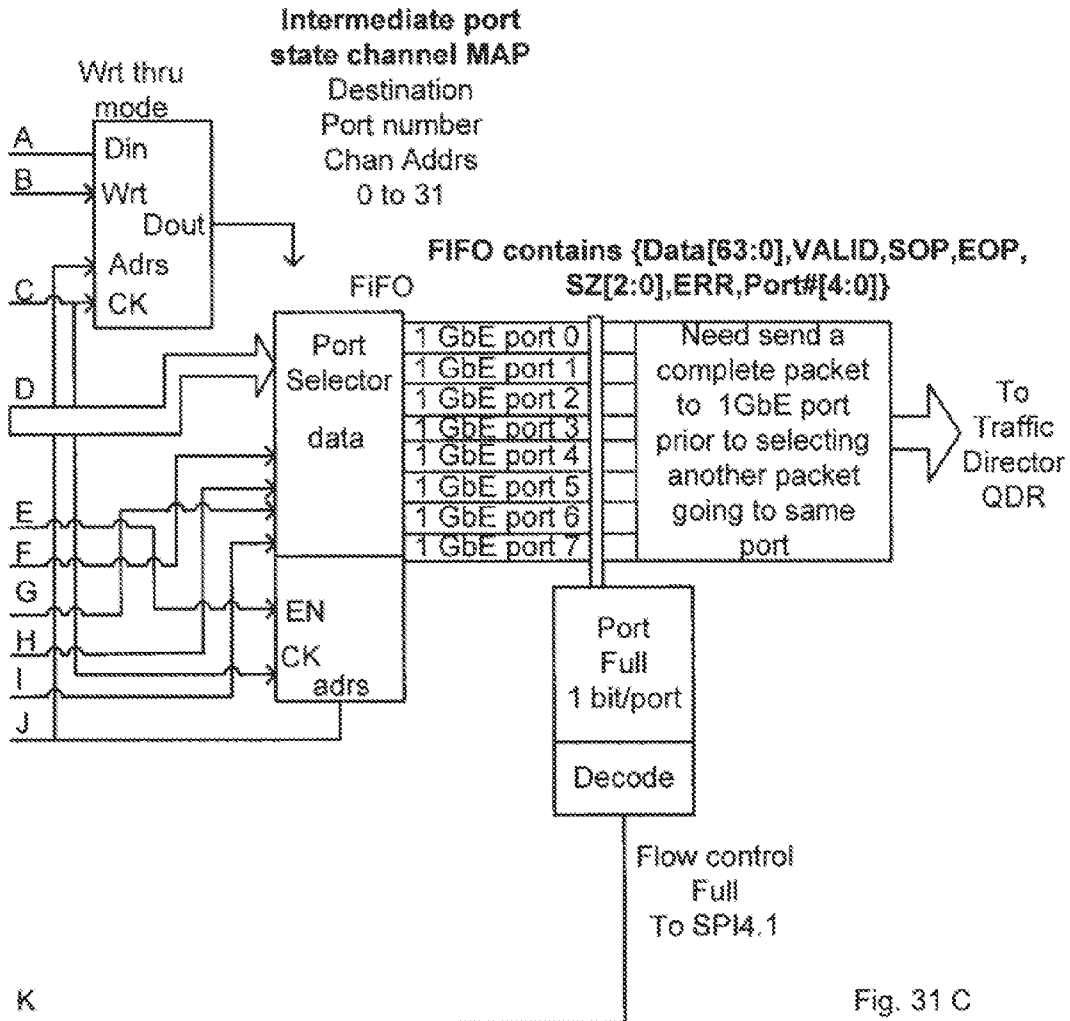 Intermediate port
state channel MAP
Destination
Port number
Chan Addrs
0 to 31
Wrt thru
mode
A
Din
B
Wrt
Dout
Adrs
C
CK
FIFO contains {Data[63:0],VALID,SOP,EOP,
SZ[2:0],ERR,Port#[4:0]}
FiFO
Port
Selector
data
1 GbE port 0
1 GbE port 1
1 GbE port 2
1 GbE port 3
1 GbE port 4
1 GbE port 5
1 GbE port 6
1 GbE port 7
Need send a
complete packet
to 1GbE port
prior to selecting
another packet
going to same
port
To
Traffic
Director
QDR
D
E
F
G
H
I
J
EN
CK
adrs
Port
Full
1 bit/port
Decode
Flow control
Full
To SPI4.1
K
Fig. 31 C